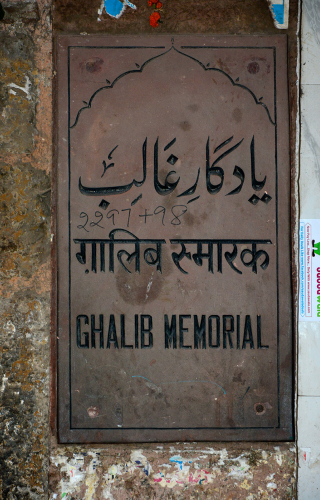 یادگارِ غالبؔ
2297+98
ग़ालिब स्मारक
GHALIB MEMORIAL